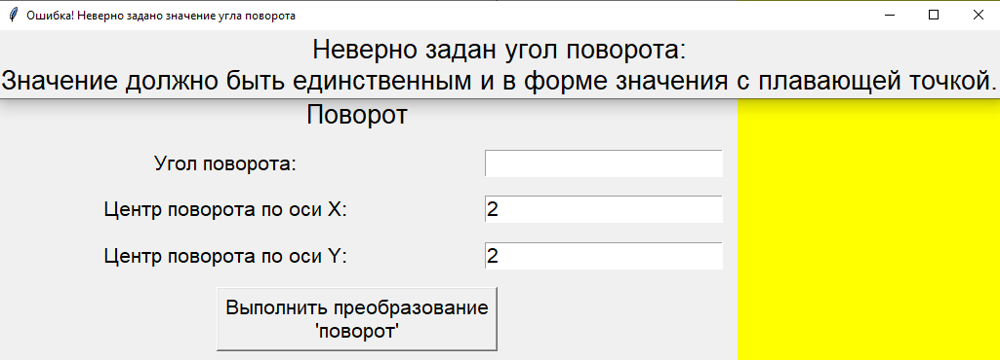 Ошибка! Неверно задано значение угла поворота
Неверно задан угол поворота:
Значение должно быть единственным и в форме значения с плавающей точкой.
Поворот
Угол поворота:
Центр поворота по оси X:
2
Центр поворота по оси Y:
2
Выполнить преобразование
'поворот'